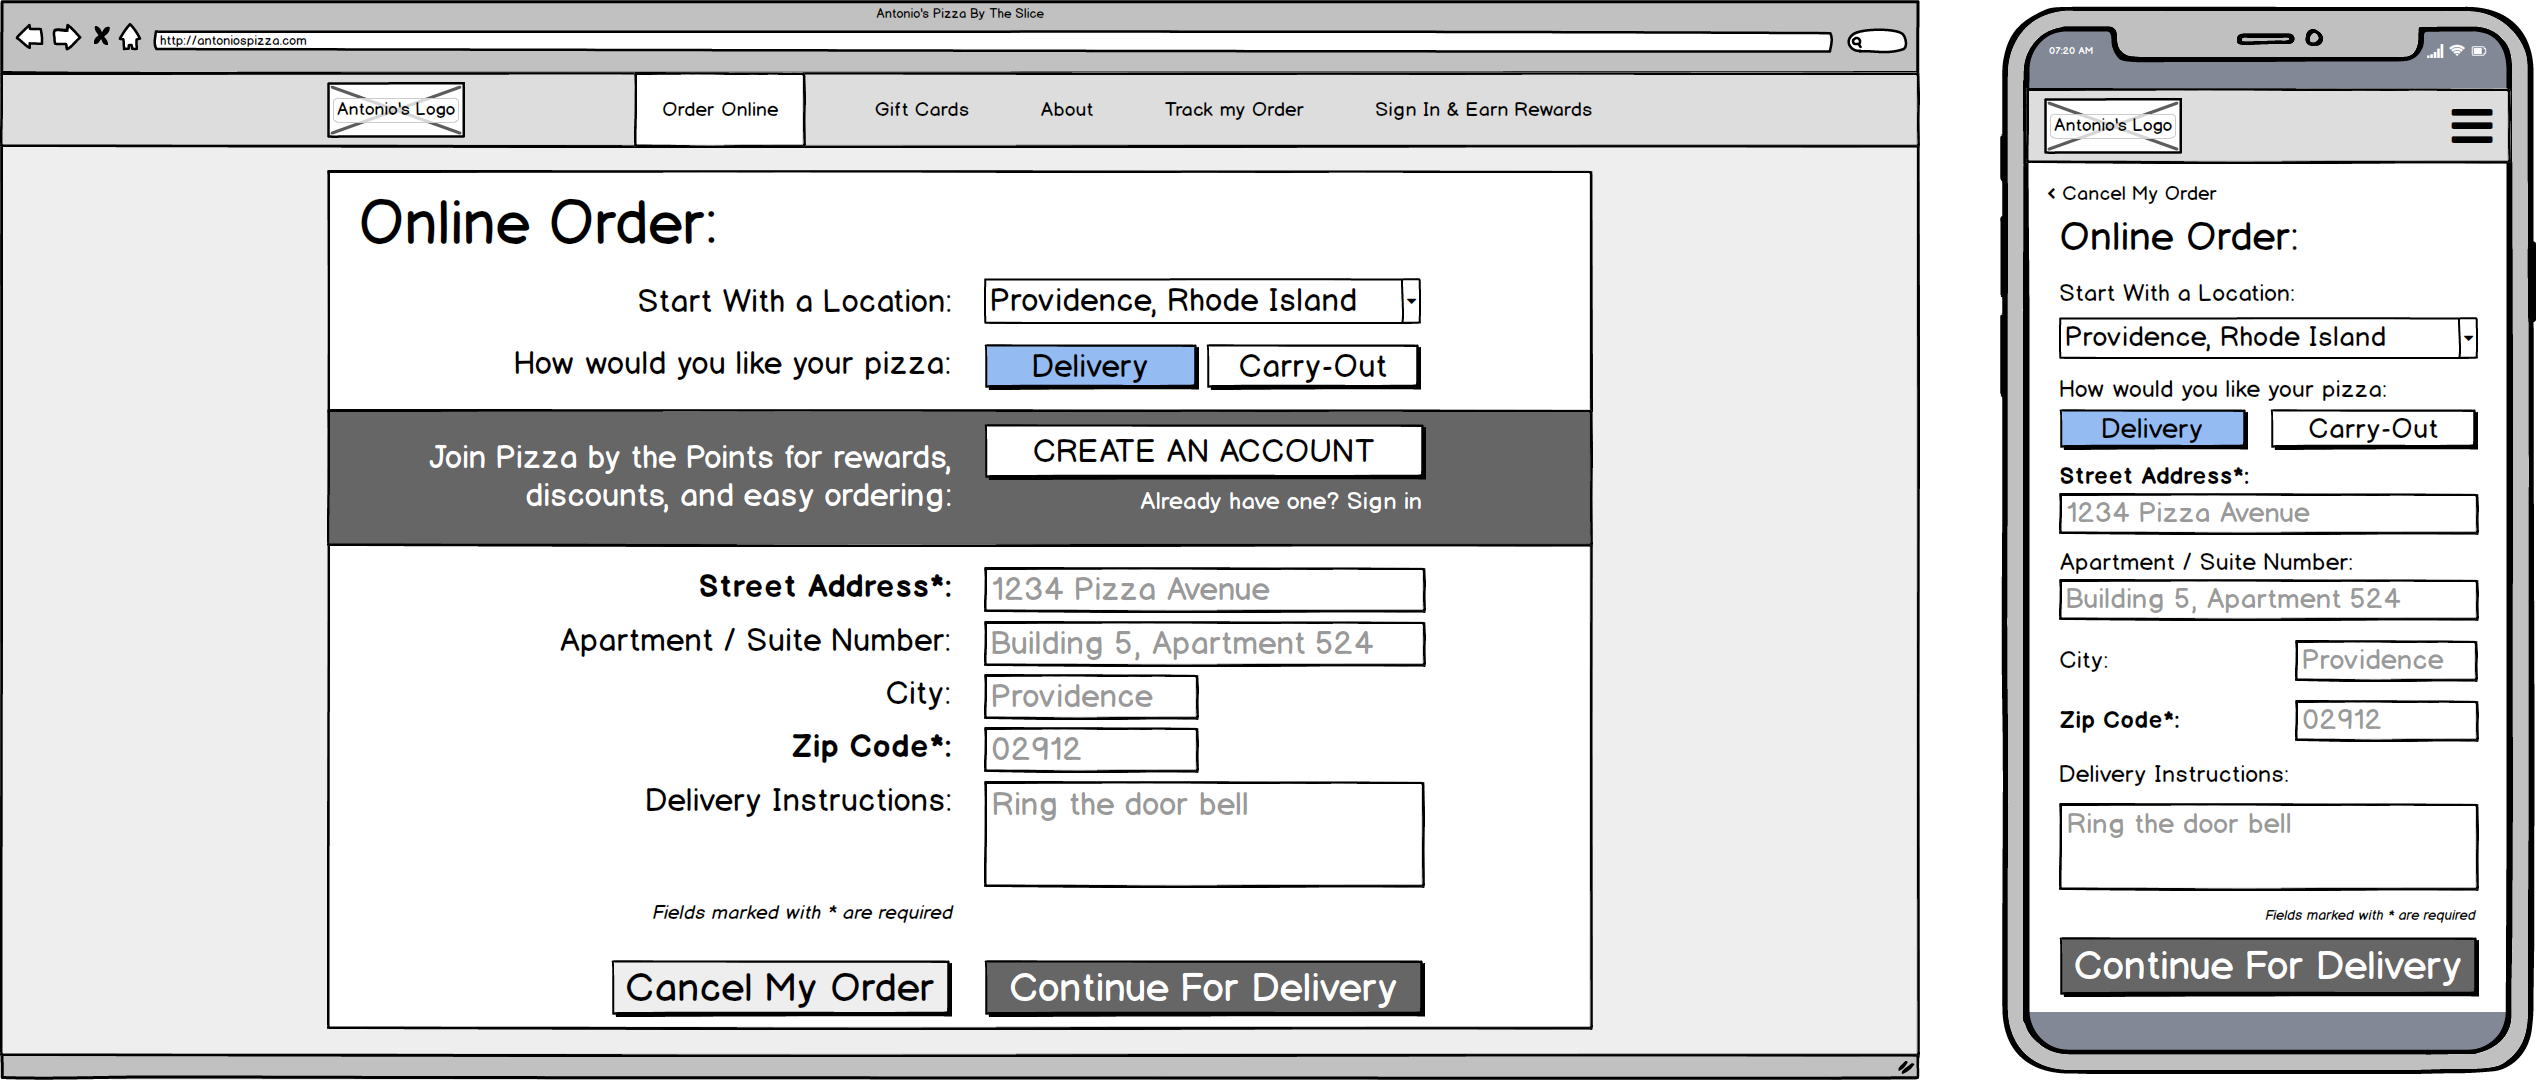 Antonio's Pizza By The Slice
http://antoniospizza.com
Antonio's Logo
Order Online
Gift Cards
About
Track my Order
Sign In & Earn Rewards
Online Order:
Start With a Location:
Providence, Rhode Island
How would you like your pizza:
Delivery
Carry-Out
Join Pizza by the Points for rewards,
discounts, and easy ordering:
CREATE AN ACCOUNT
Already have one? Sign in
Street Address*:
1234 Pizza Avenue
Apartment / Suite Number:
Building 5, Apartment 524
City:
Providence
Zip Code*:
02912
Delivery Instructions:
Ring the door bell
Fields marked with * are required
Cancel My Order
Continue For Delivery
07:20 AM
Antonio's Logo
< Cancel My Order
Online Order:
Start With a Location:
Providence, Rhode Island
How would you like your pizza:
Delivery
Carry-Out
Street Address*:
1234 Pizza Avenue
Apartment / Suite Number:
Building 5, Apartment 524
City:
Providence
Zip Code*:
02912
Delivery Instructions:
Ring the door bell
Fields marked with * are required
Continue For Delivery